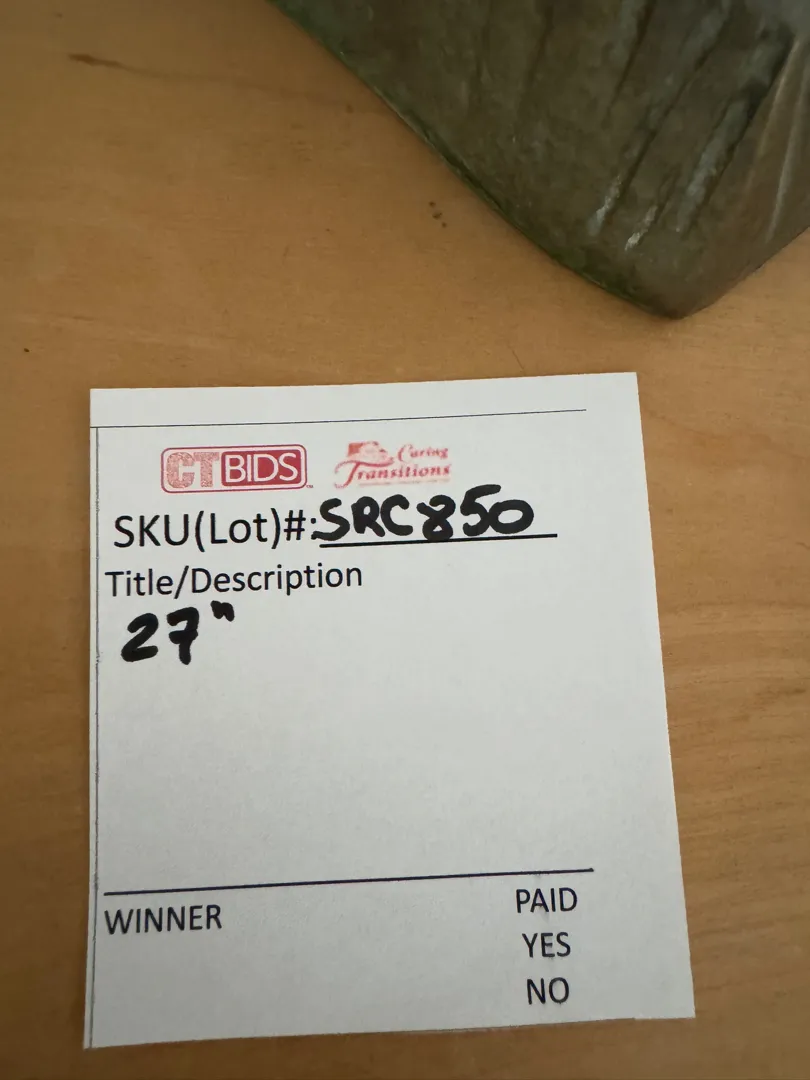 CTBIDS Caring Transitions
SKU(Lot)#:SRC850
Title/Description
27"
WINNER PAID
YES
NO